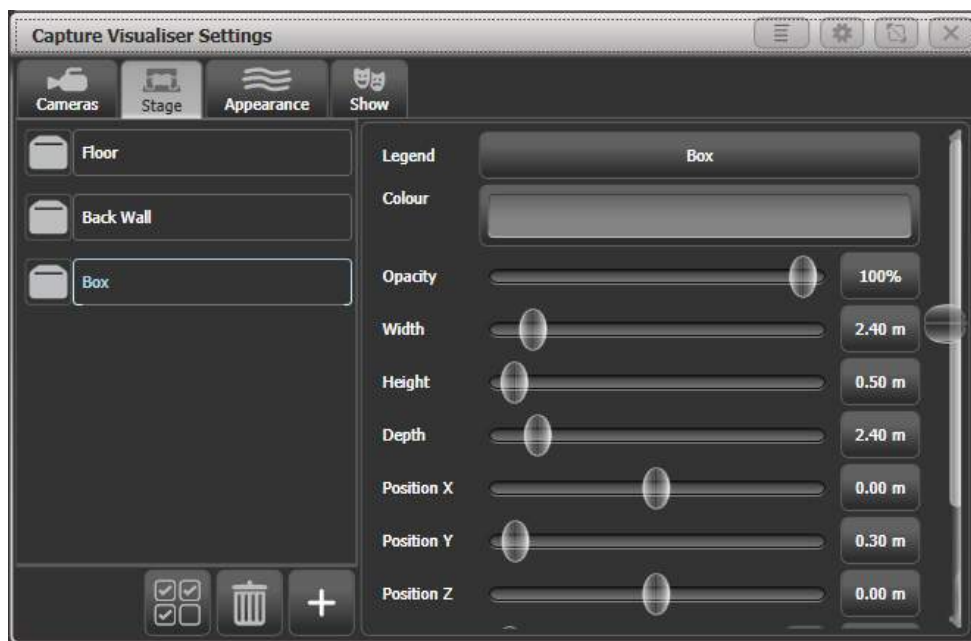 Capture Visualiser Settings
Cameras
Stage
Appearance
Show
Floor
Back Wall
Box
Legend
Box
Colour
Opacity
100%
Width
2.40 m
Height
0.50 m
Depth
2.40 m
Position X
0.00 m
Position Y
0.30 m
Position Z
0.00 m